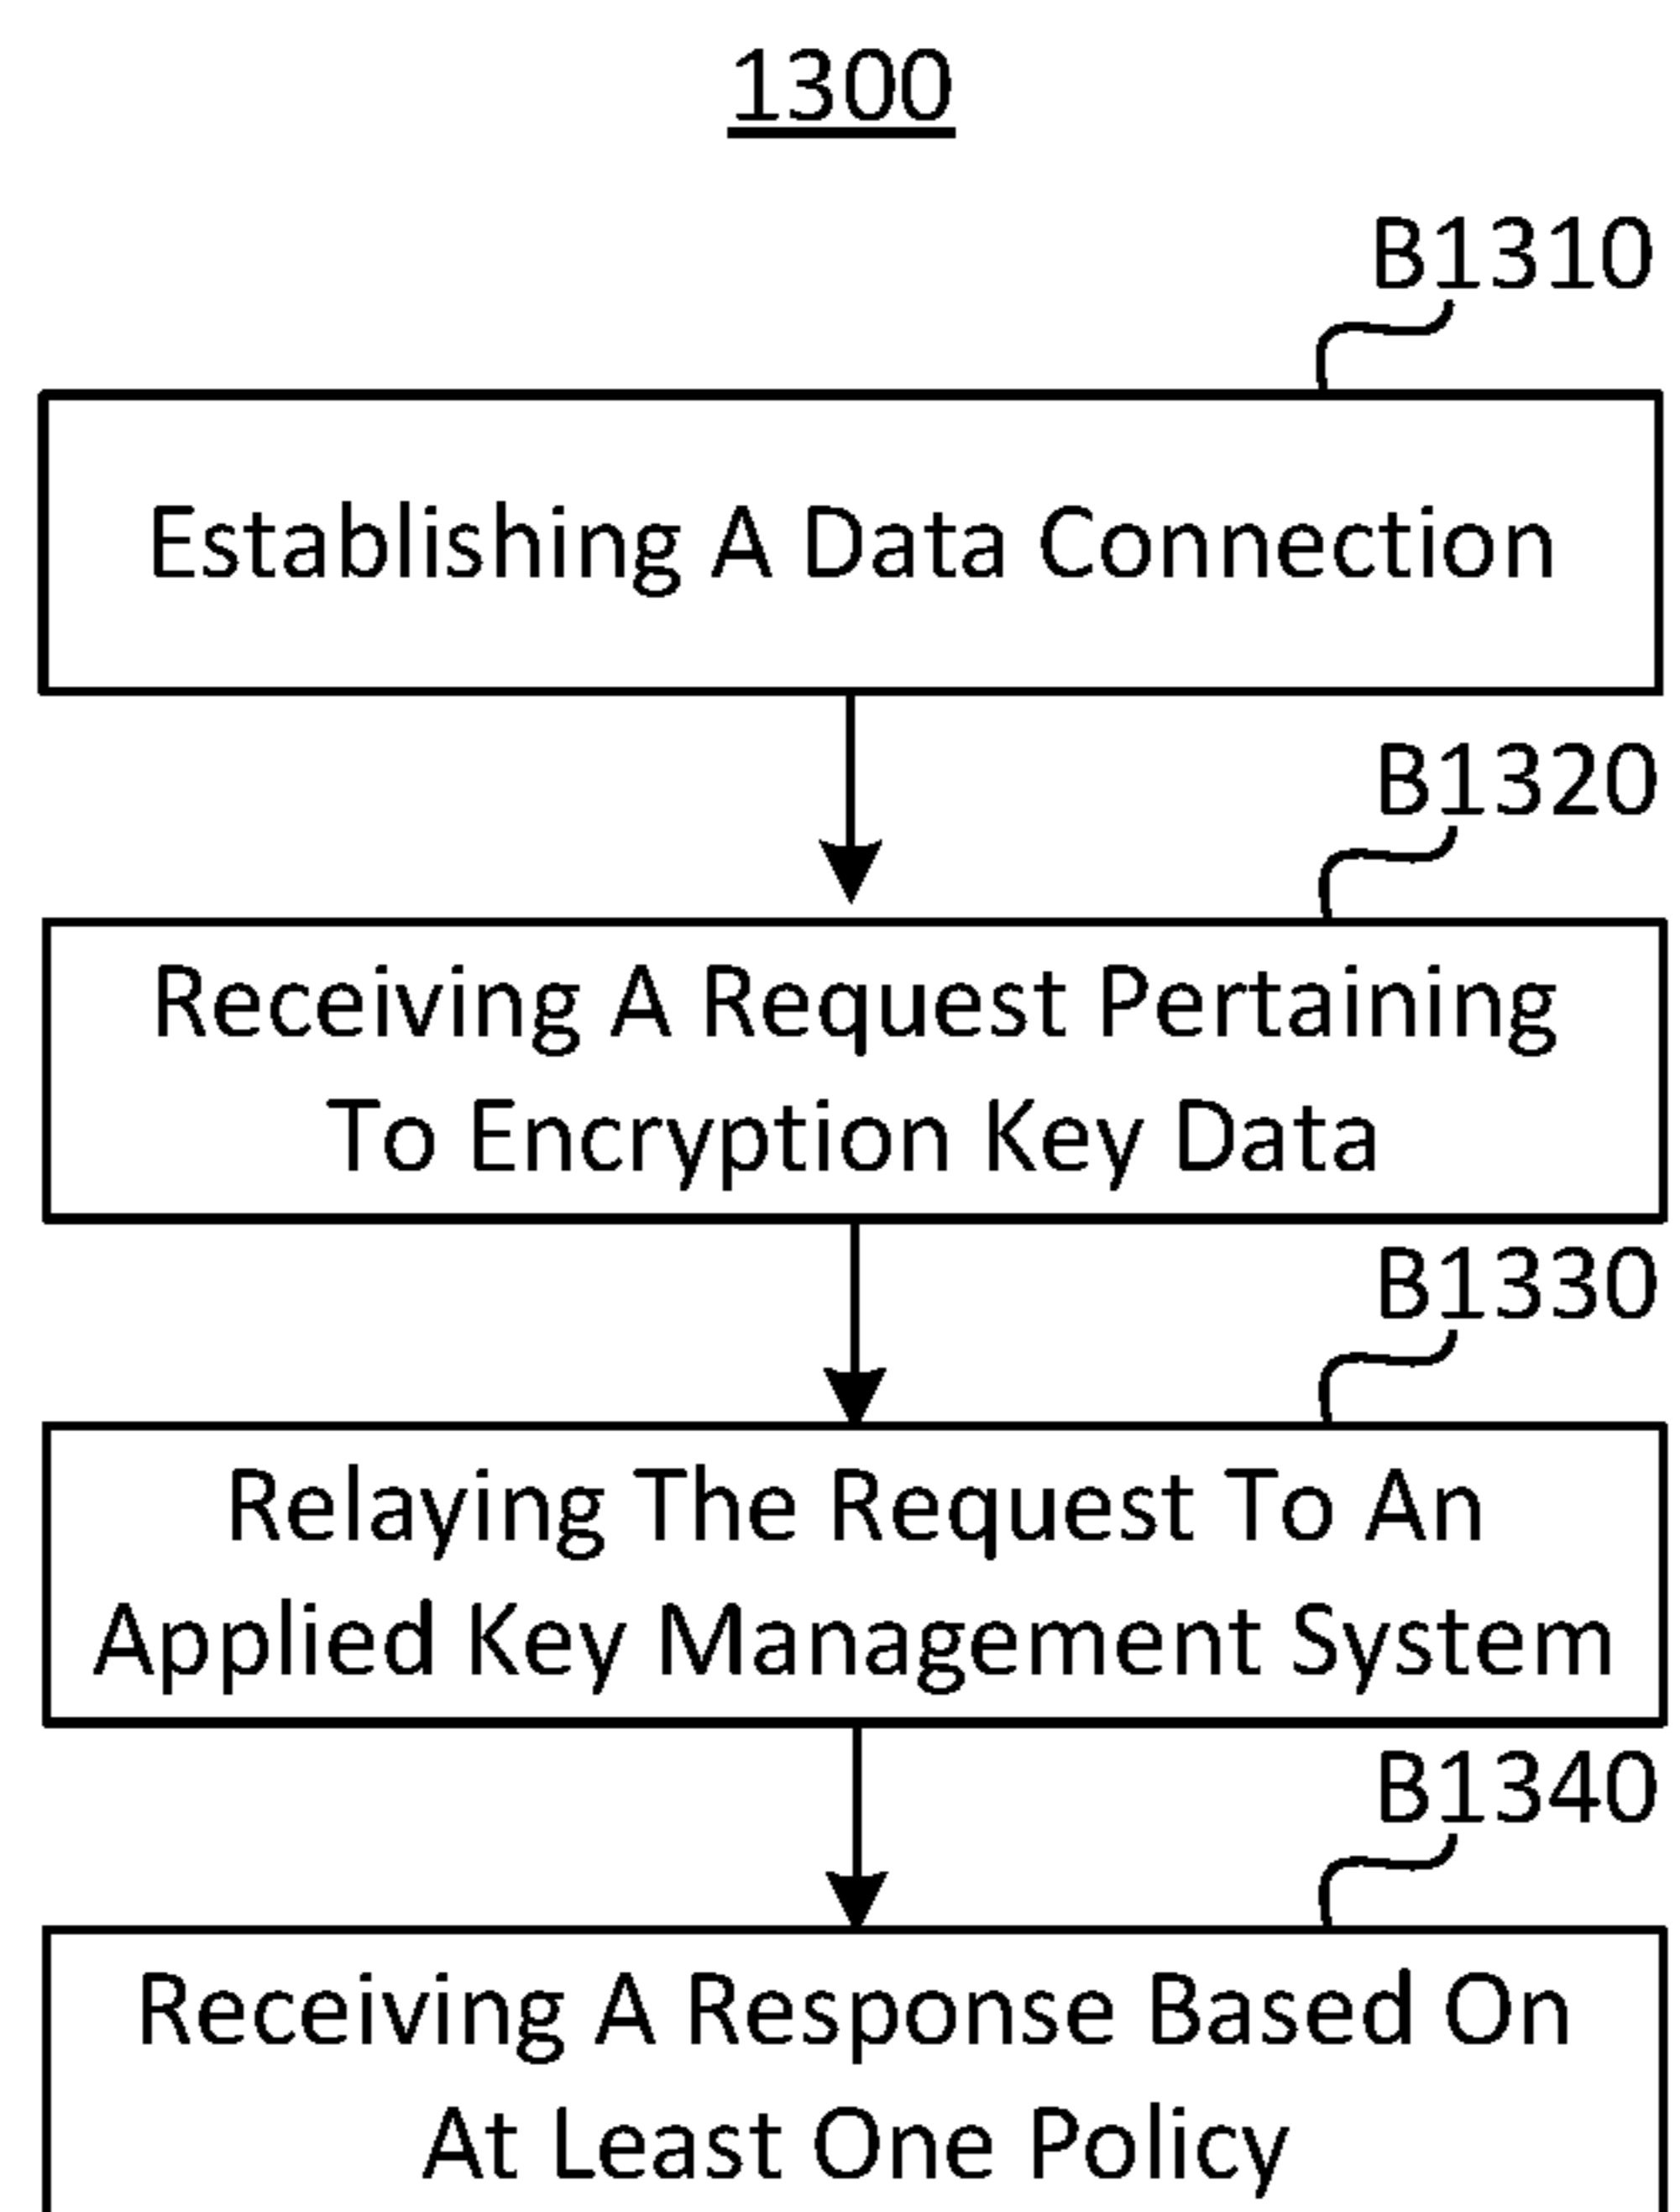 1300
B1310
Establishing A Data Connection
B1320
Receiving A Request Pertaining
To Encryption Key Data
B1330
Relaying The Request To An
Applied Key Management System
B1340
Receiving A Response Based On
At Least One Policy